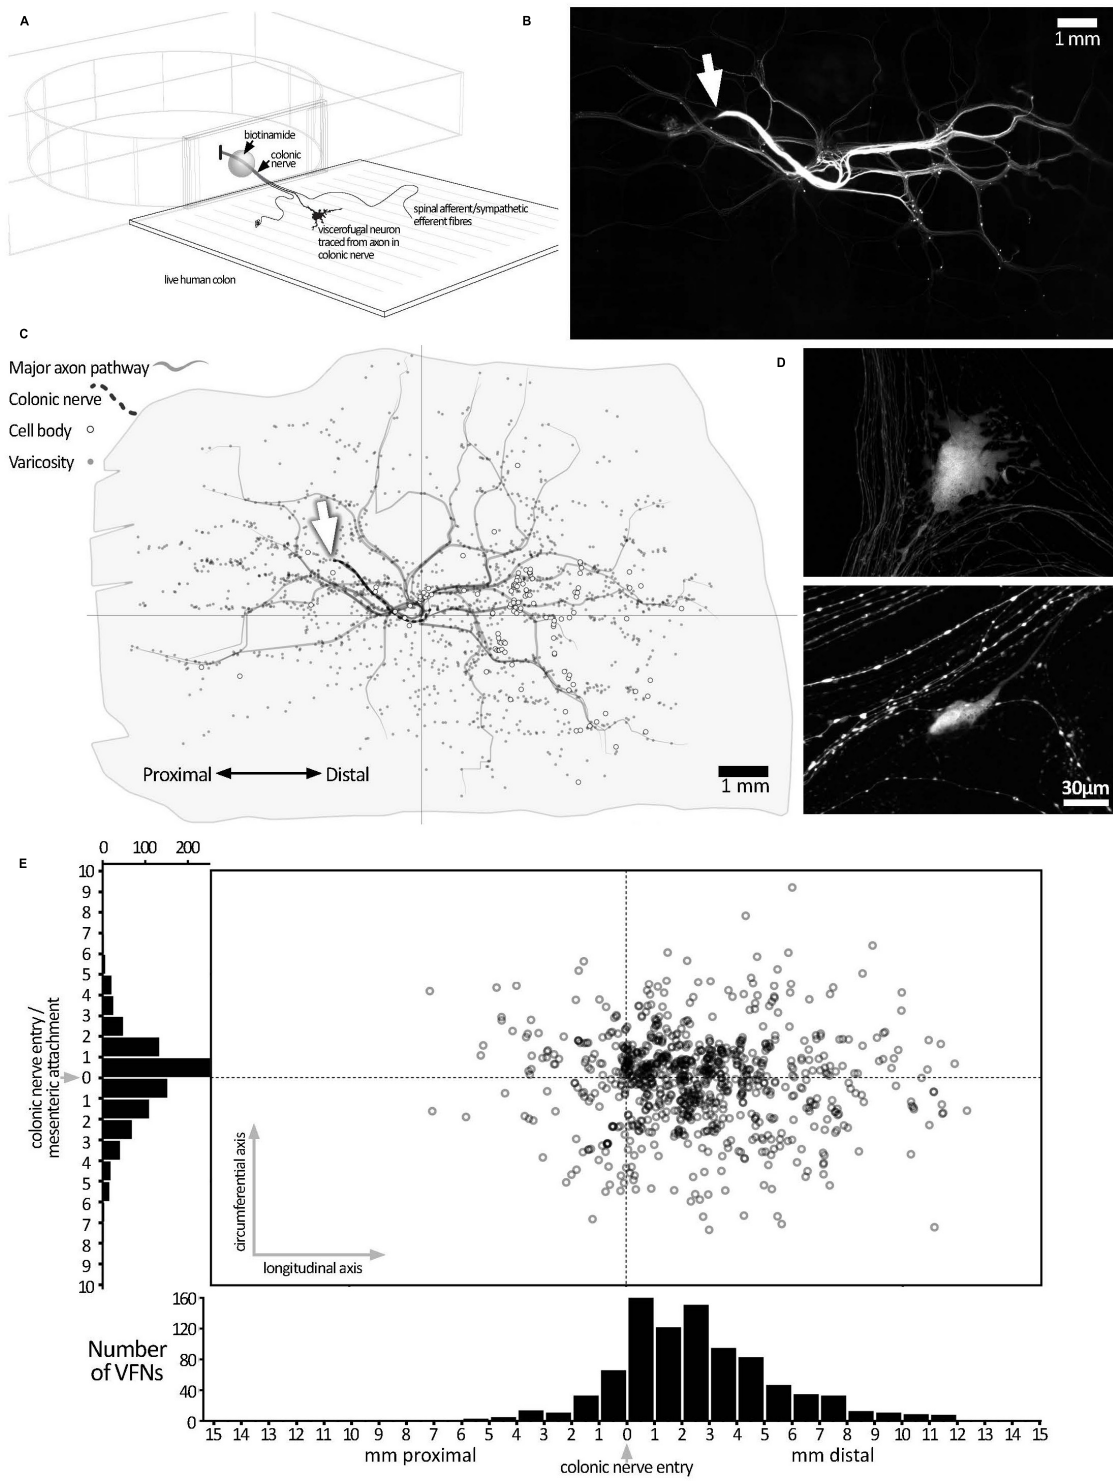 A
biotinamide
colonic
nerve
spinal afferent/sympathetic
efferent fibres
viscerofugal neuron
traced from axon in
colonic nerve
live human colon
B
1 mm
C
Major axon pathway
Colonic nerve
Cell body
Varicosity
Proximal
Distal
1 mm
D
30µm
E
0 100 200
10
9
8
7
6
5
4
3
2
1
0
1
2
3
4
5
6
7
8
9
10
colonic nerve entry /
mesenteric attachment
circumferential axis
longitudinal axis
Number
of VFNs
160
120
80
40
0
15 14 13 12 11 10 9 8 7 6 5 4 3 2 1 0 1 2 3 4 5 6 7 8 9 10 11 12 13 14 15
mm proximal
mm distal
colonic nerve entry